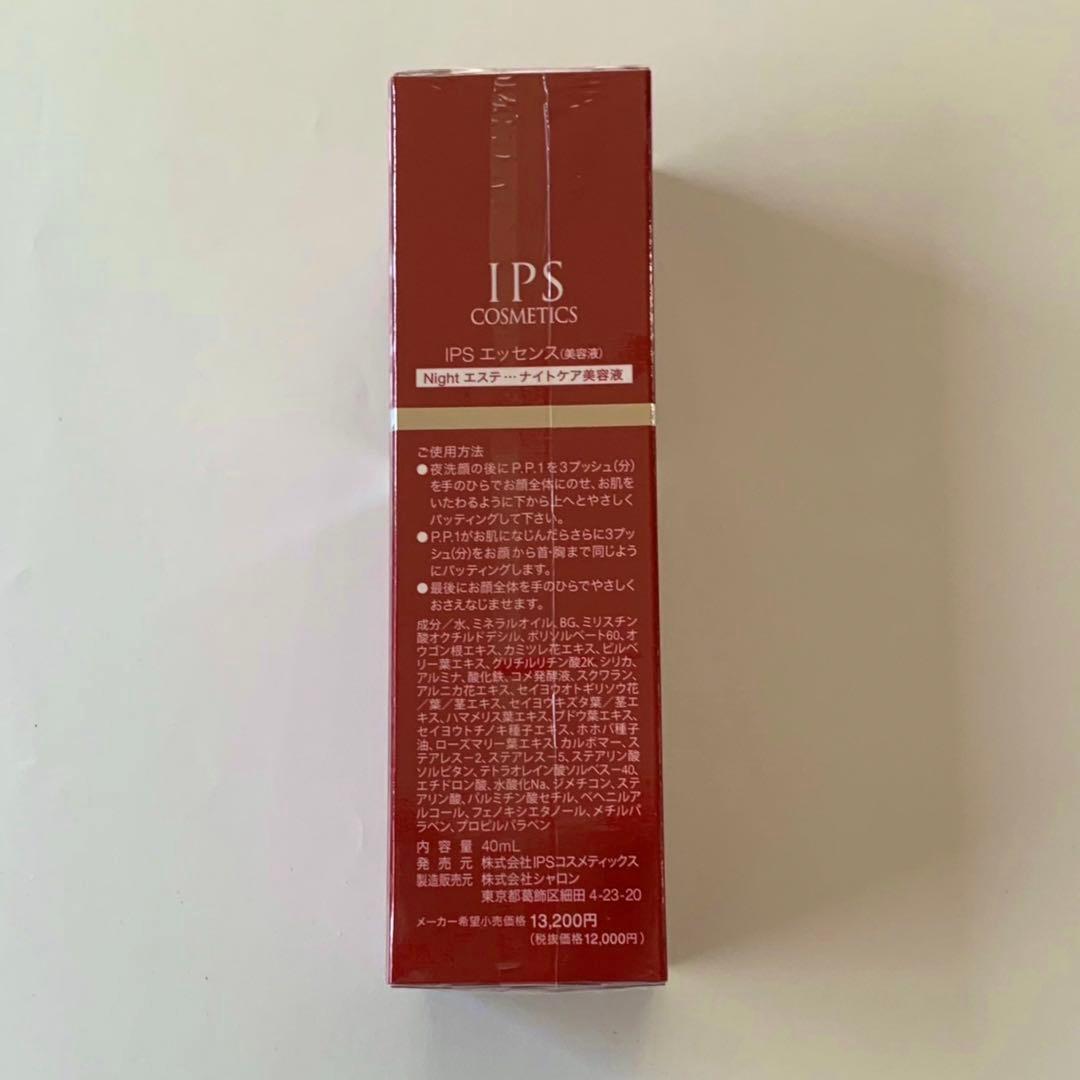 IPS
COSMETICS
IPS エッセンス(美容液)
Night エステ…ナイトケア美容液
ご使用方法
●夜洗顔の後にP.P.1を3プッシュ(分)
を手のひらでお顔全体にのせ、お肌を
いたわるように下から上へとやさしく
パッティングして下さい。
●P.P.1がお肌になじんだらさらに3プッ
シュ(分)をお顔から首・胸まで同じよう
にパッティングします。
●最後にお顔全体を手のひらでやさしく
おさえなじませます。
成分/水、ミネラルオイル、BG、ミリスチン
酸オクチルドデシル、ポリソルベート60、オ
ウゴン根エキス、カミツレ花エキス、ビルベ
リー葉エキス、グリチルリチン酸2K、シリカ、
アルミナ、酸化鉄、コメ発酵液、スクワラン、
アルニカ花エキス、セイヨウオトギリソウ花
/葉/茎エキス、セイヨウキズタ葉/茎エ
キス、ハマメリス葉エキス、ブドウ葉エキス、
セイヨウトチノキ種子エキス、ホホバ種子
油、ローズマリー葉エキス、カルボマー、ス
テアレス-2、ステアレス-5、ステアリン酸
ソルビタン、テトラオレイン酸ソルベス-40、
エチドロン酸、水酸化Na、ジメチコン、ステ
アリン酸、パルミチン酸セチル、ベヘニルア
ルコール、フェノキシエタノール、メチルパ
ラベン、プロピルパラベン
内容量 40mL
発売元 株式会社IPSコスメティックス
製造販売元 株式会社シャロン
東京都葛飾区細田 4-23-20
メーカー希望小売価格 13,200円
(税抜価格12,000円)